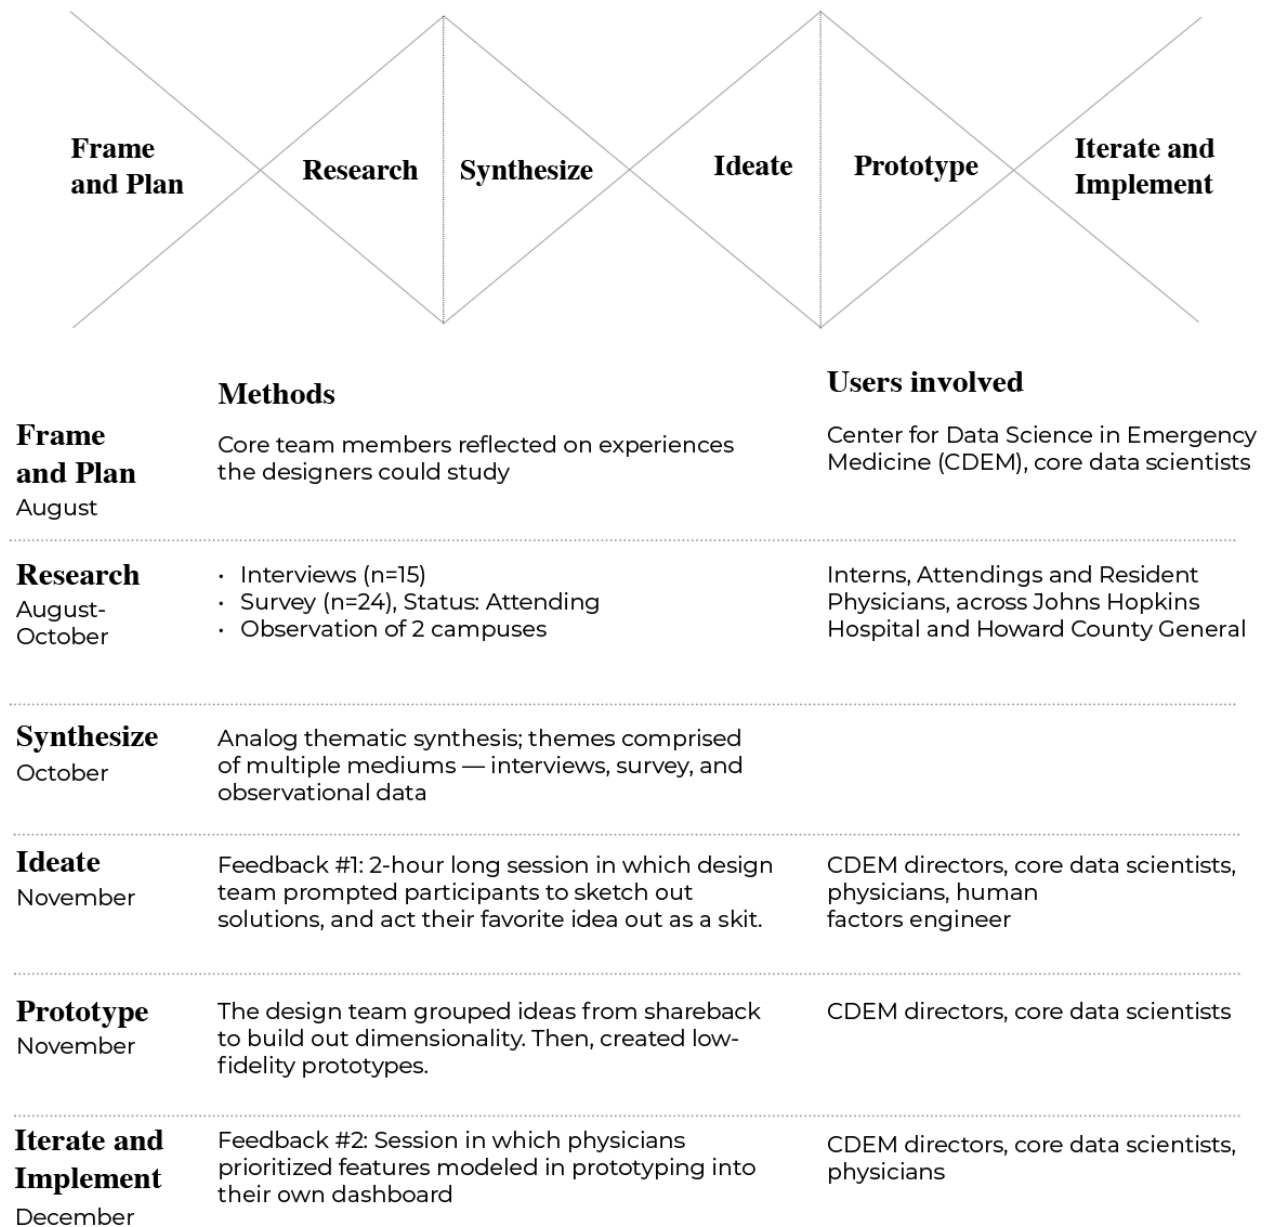 Frame
and Plan
Research
Synthesize
Ideate
Prototype
Iterate and
Implement
Methods
Users involved
Frame
and Plan
August
Core team members reflected on experiences
the designers could study
Center for Data Science in Emergency
Medicine (CDEM), core data scientists
Research
August-
October
• Interviews (n=15)
• Survey (n=24), Status: Attending
• Observation of 2 campuses
Interns, Attendings and Resident
Physicians, across Johns Hopkins
Hospital and Howard County General
Synthesize
October
Analog thematic synthesis; themes comprised
of multiple mediums — interviews, survey, and
observational data
Ideate
November
Feedback #1: 2-hour long session in which design
team prompted participants to sketch out
solutions, and act their favorite idea out as a skit.
CDEM directors, core data scientists,
physicians, human
factors engineer
Prototype
November
The design team grouped ideas from shareback
to build out dimensionality. Then, created low-
fidelity prototypes.
CDEM directors, core data scientists
Iterate and
Implement
December
Feedback #2: Session in which physicians
prioritized features modeled in prototyping into
their own dashboard
CDEM directors, core data scientists,
physicians